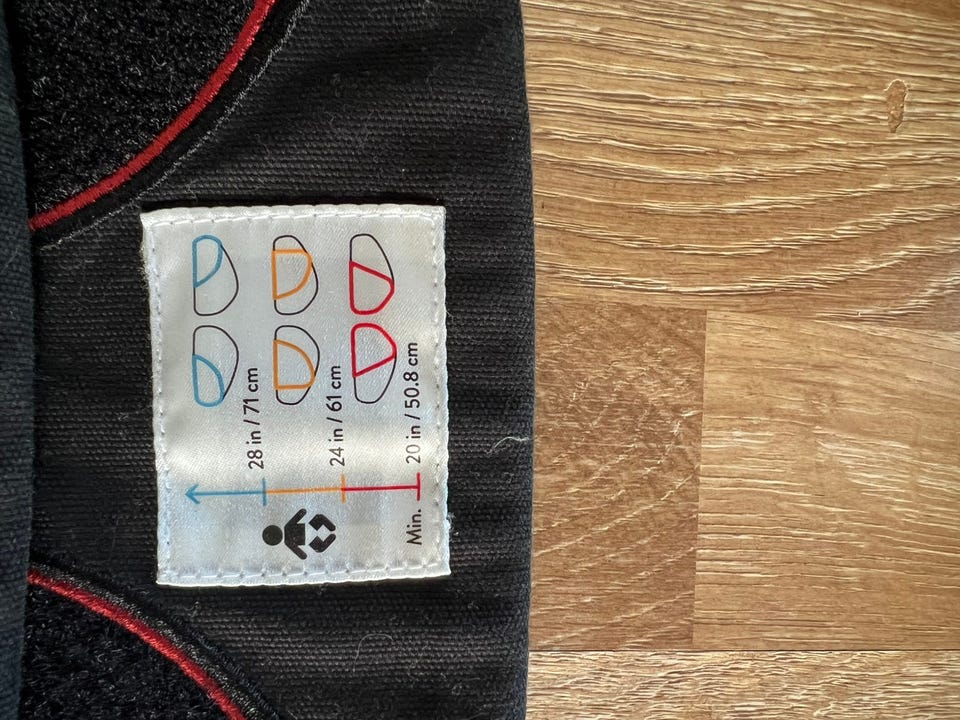 28 in / 71 cm
24 in / 61 cm
Min. 20 in / 50.8 cm